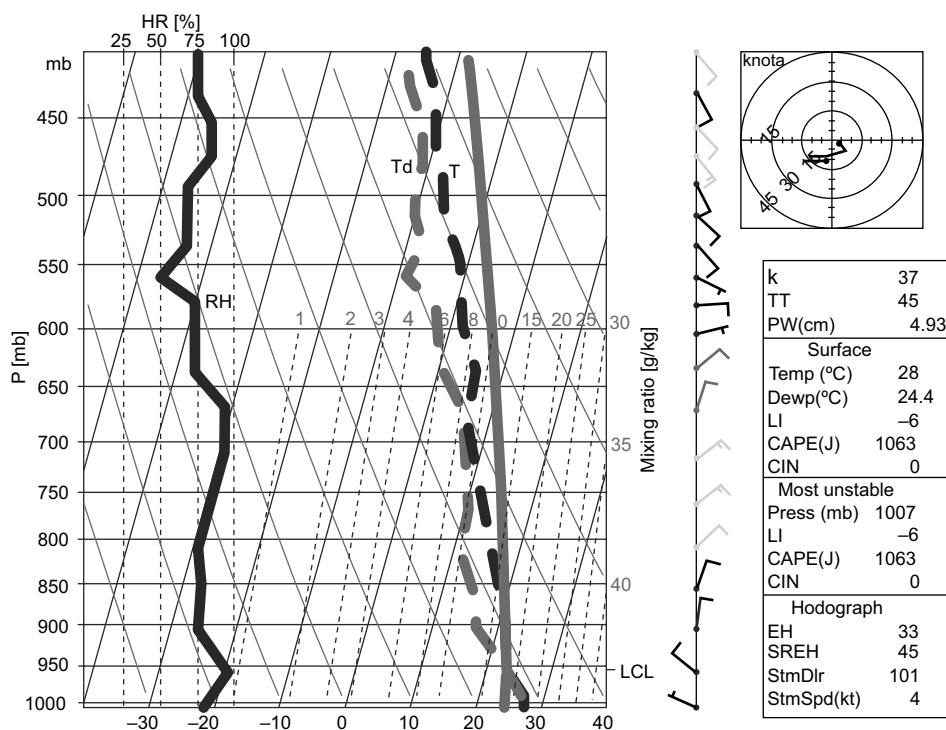 HR [%]
25 50 75 100
mb
knota
450
15
Td T
15
500
30
45
550
k 37
RH
TT 45
600
1 2 3 4 6 8 0 15 20 25 30
PW(cm) 4.93
P [mb]
Mixing ratio [g/kg]
Surface
650
Temp (ºC) 28
Dewp(ºC) 24.4
700
35
LI –6
CAPE(J) 1063
CIN 0
750
Most unstable
Press (mb) 1007
800
LI –6
850
40
CAPE(J) 1063
CIN 0
900
Hodograph
EH 33
950
LCL
SREH 45
StmDlr 101
1000
StmSpd(kt) 4
–30 –20 –10 0 10 20 30 40